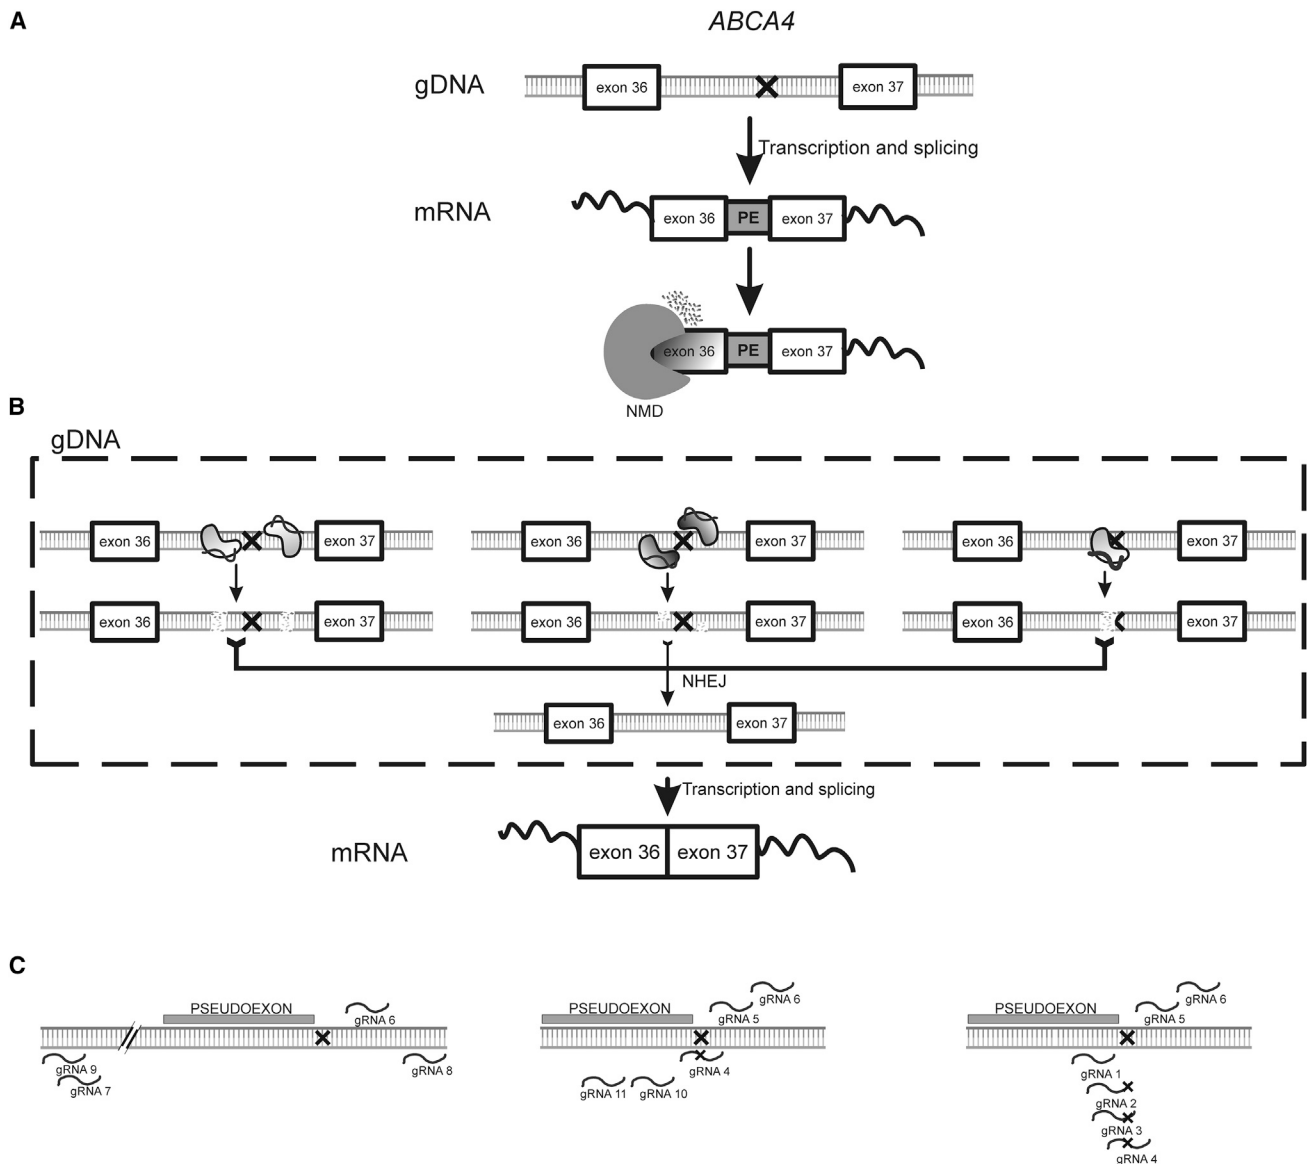 A
ABCA4
gDNA
exon 36
exon 37
Transcription and splicing
mRNA
exon 36
PE
exon 37
exon 36
PE
exon 37
NMD
B
gDNA
exon 36
exon 37
exon 36
exon 37
exon 36
exon 37
exon 36
exon 37
exon 36
exon 37
exon 36
exon 37
NHEJ
exon 36
exon 37
Transcription and splicing
mRNA
exon 36
exon 37
C
PSEUDOEXON
gRNA 6
gRNA 9
gRNA 7
gRNA 8
PSEUDOEXON
gRNA 6
gRNA 5
gRNA 4
gRNA 11
gRNA 10
PSEUDOEXON
gRNA 6
gRNA 5
gRNA 1
gRNA 2
gRNA 3
gRNA 4